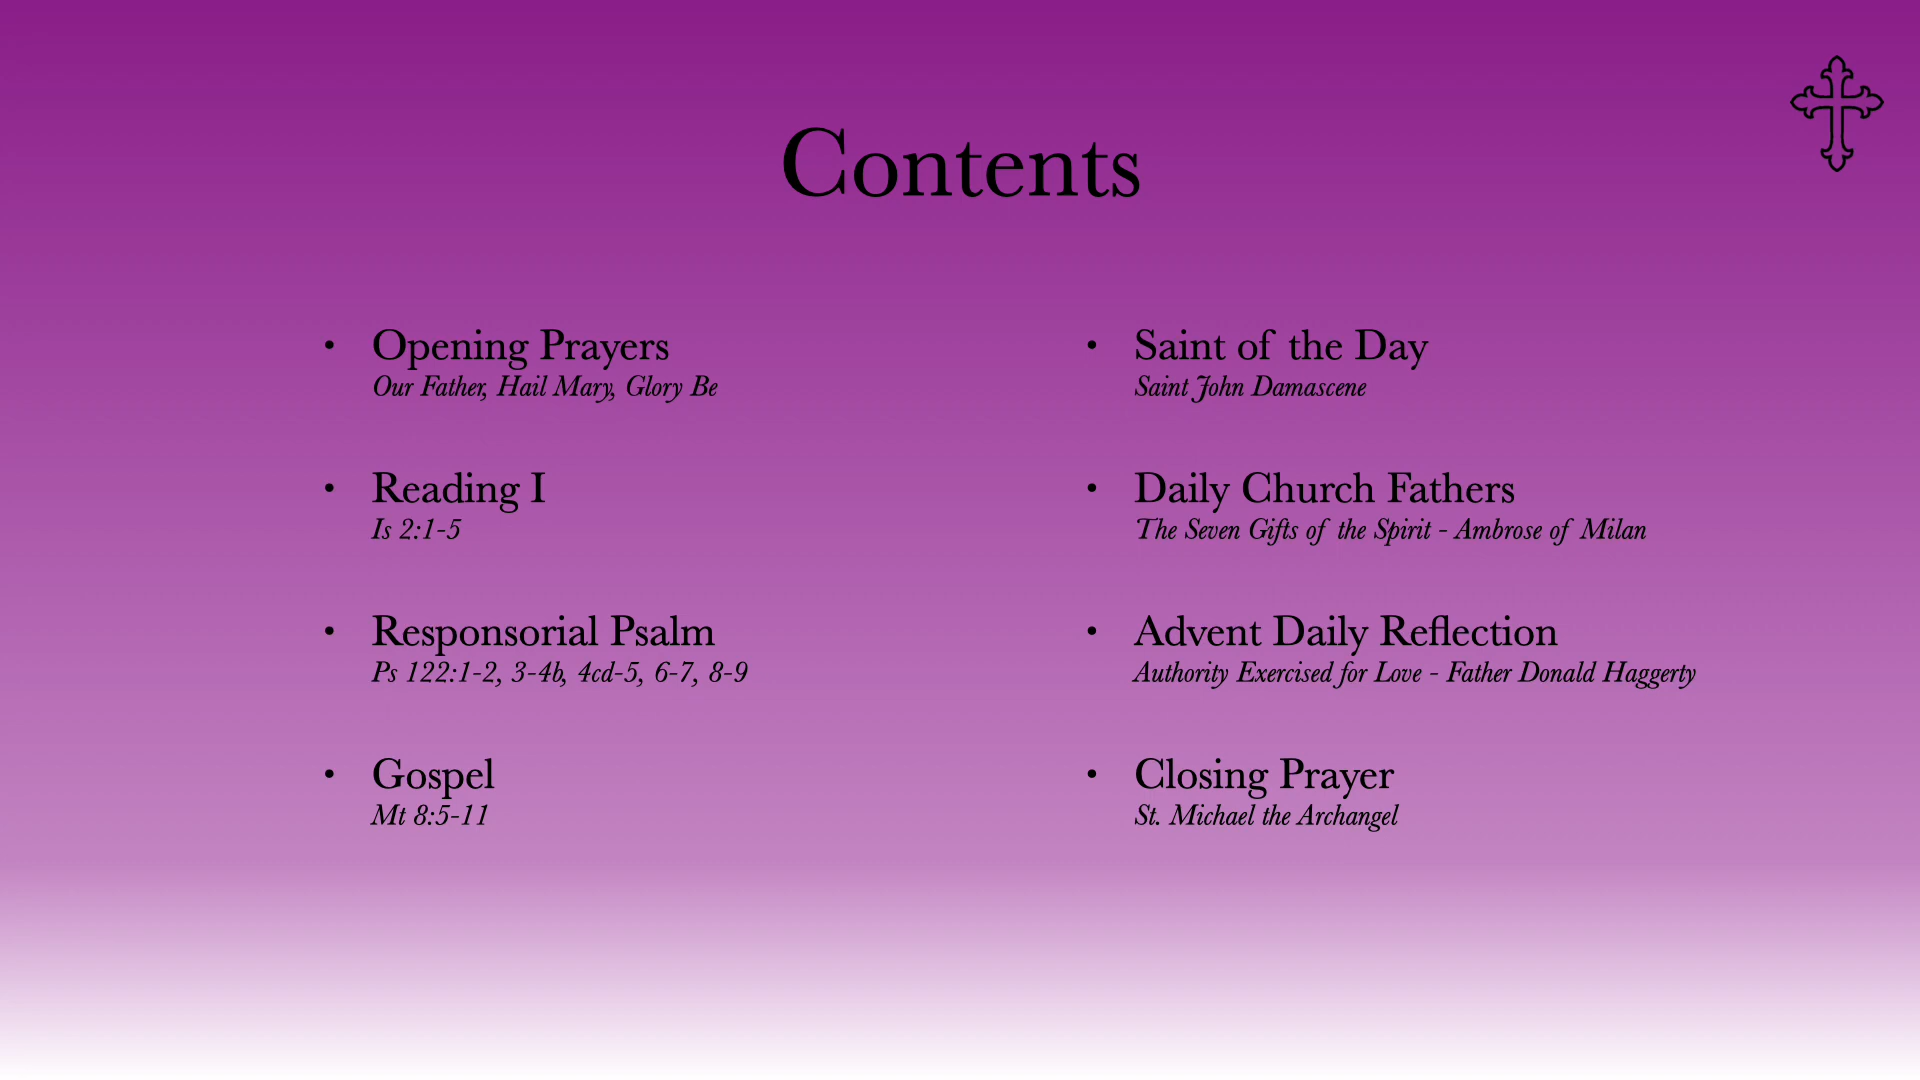 Contents
• Opening Prayers
Our Father, Hail Mary, Glory Be
• Reading I
Is 2:1-5
• Responsorial Psalm
Ps 122:1-2, 3-4b, 4cd-5, 6-7, 8-9
• Gospel
Mt 8:5-11
• Saint of the Day
Saint John Damascene
• Daily Church Fathers
The Seven Gifts of the Spirit - Ambrose of Milan
• Advent Daily Reflection
Authority Exercised for Love - Father Donald Haggerty
• Closing Prayer
St. Michael the Archangel